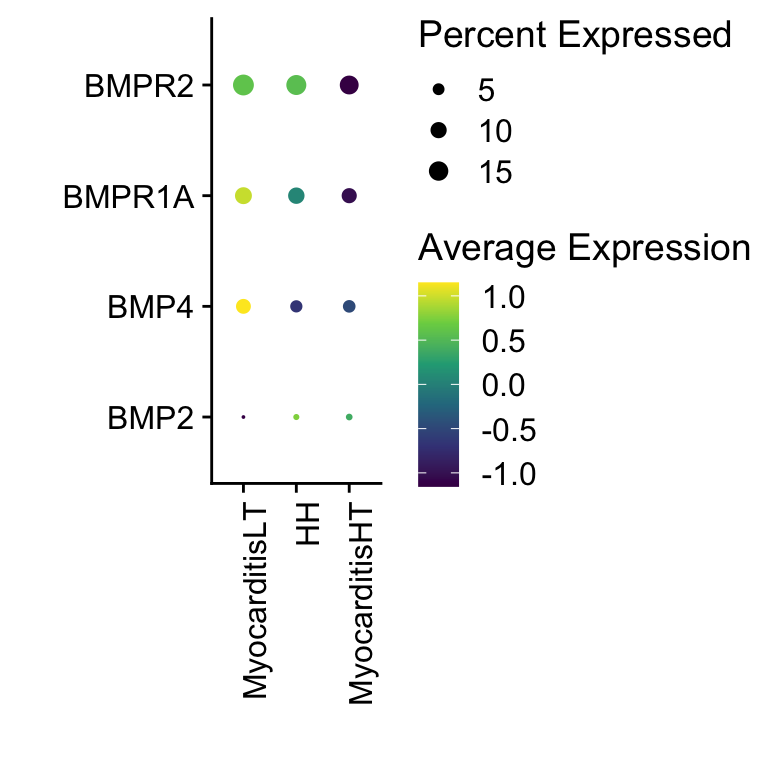 BMPR2
BMPR1A
BMP4
BMP2
MyocarditisLT
HH
MyocarditisHT
Percent Expressed
5
10
15
Average Expression
1.0
0.5
0.0
-0.5
-1.0